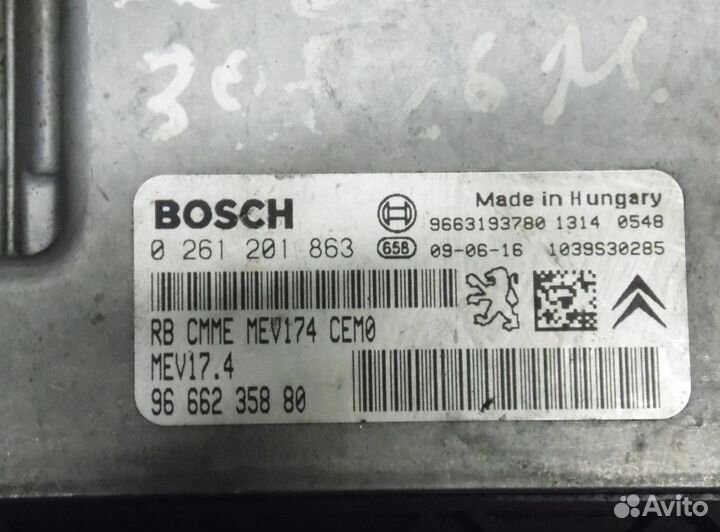 BOSCH Made in Hungary
9663193780 1314 0548
0 261 201 863 658 09-06-16 1039S30285
RB CMME MEV174 CEM0
MEV17.4
96 662 358 80
Avito